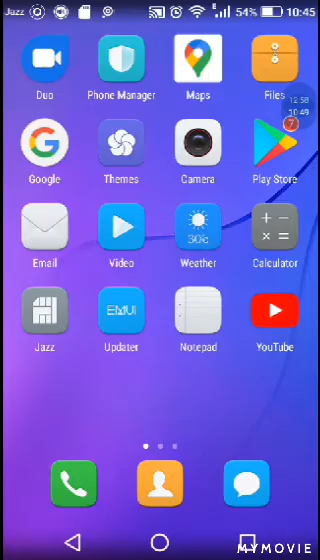 Jazz 54% 10:45
Duo Phone Manager Maps Files
12:58
10:49
7
Google Themes Camera Play Store
30c
Email Video Weather Calculator
EMUI
Jazz Updater Notepad YouTube
MYMOVIE